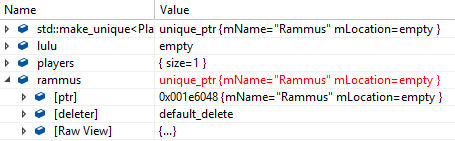 Name Value
std::make_unique<Pla unique_ptr {mName="Rammus" mLocation=empty }
lulu empty
players { size=1 }
rammus unique_ptr {mName="Rammus" mLocation=empty }
[ptr] 0x001e6048 {mName="Rammus" mLocation=empty }
[deleter] default_delete
[Raw View] {...}